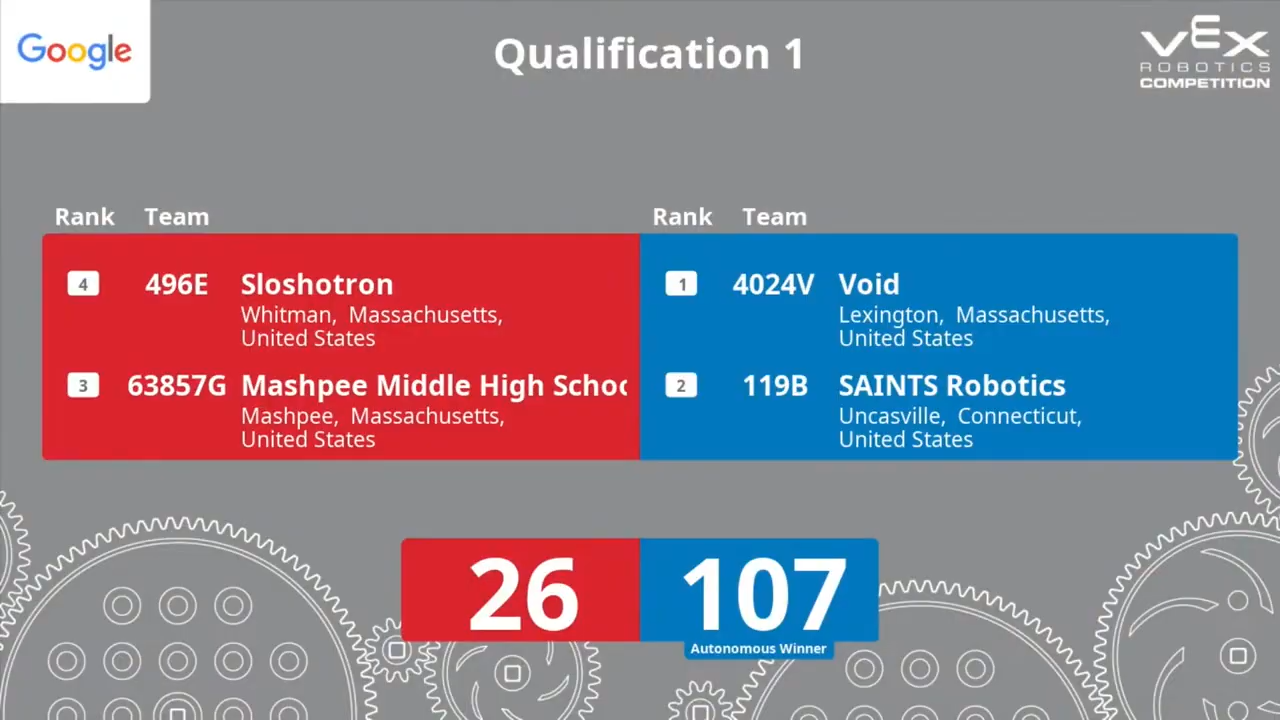 Google
Qualification 1
VEX
ROBOTICS
COMPETITION
Rank Team
Rank Team
4 496E Sloshotron
Whitman, Massachusetts,
United States
3 63857G Mashpee Middle High Schoo
Mashpee, Massachusetts,
United States
1 4024V Void
Lexington, Massachusetts,
United States
2 119B SAINTS Robotics
Uncasville, Connecticut,
United States
26
107
Autonomous Winner